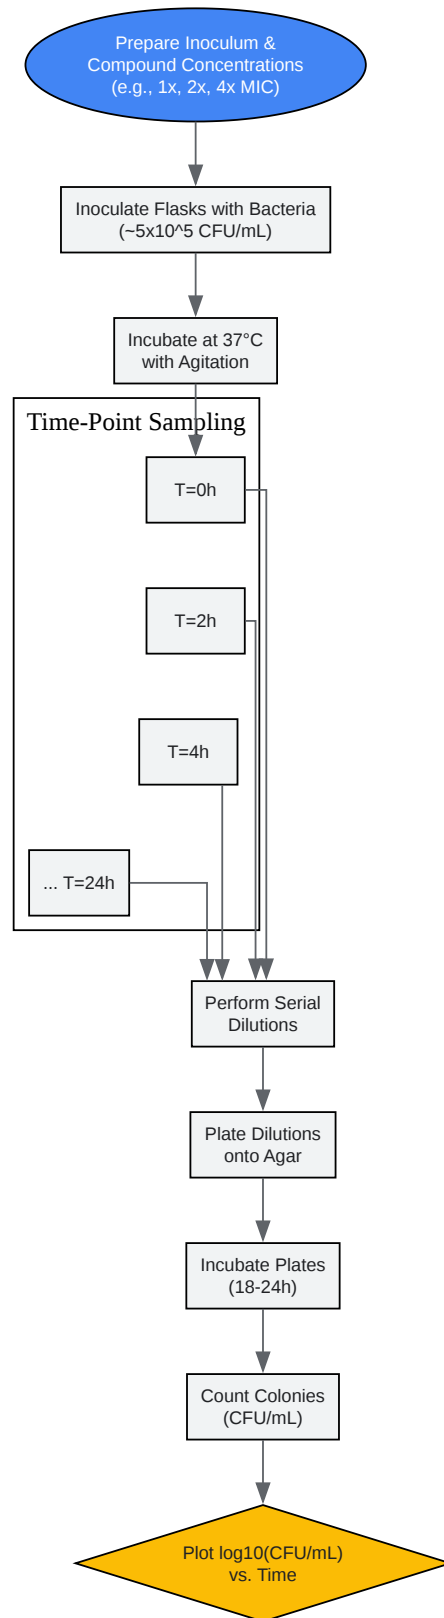 Prepare Inoculum &
Compound Concentrations
(e.g., 1x, 2x, 4x MIC)
Inoculate Flasks with Bacteria
(~5x10^5 CFU/mL)
Incubate at 37°C
with Agitation
Time-Point Sampling
T=0h
T=2h
T=4h
... T=24h
Perform Serial
Dilutions
Plate Dilutions
onto Agar
Incubate Plates
(18-24h)
Count Colonies
(CFU/mL)
Plot log10(CFU/mL)
vs. Time